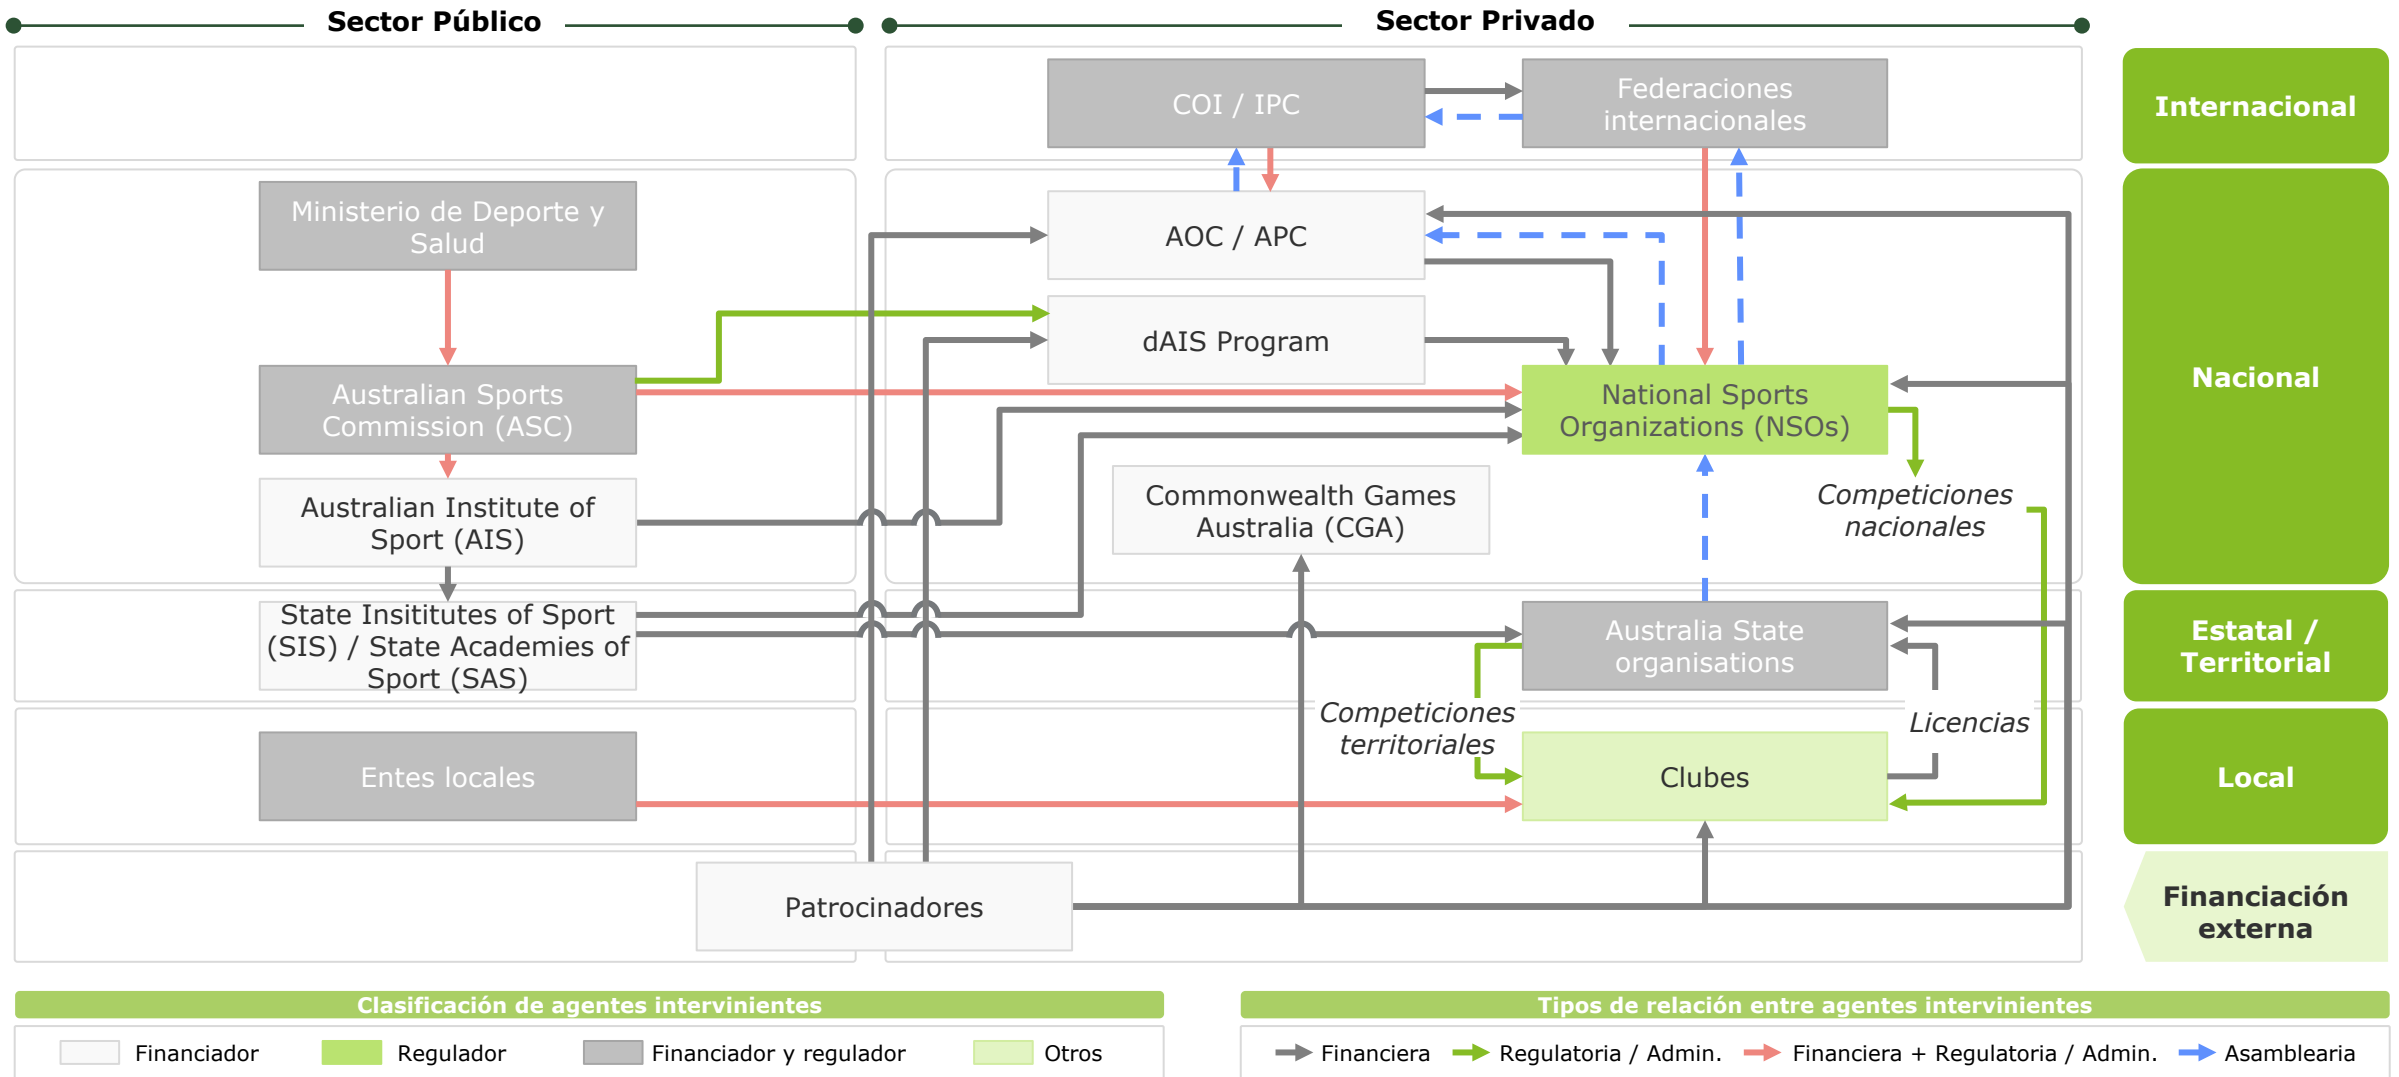 Sector Público
Sector Privado
COI / IPC
Federaciones
internacionales
Internacional
Ministerio de Deporte y
Salud
AOC / APC
dAIS Program
Australian Sports
Commission (ASC)
National Sports
Organizations (NSOs)
Nacional
Australian Institute of
Sport (AIS)
Commonwealth Games
Australia (CGA)
Competiciones
nacionales
State Insititutes of Sport
(SIS) / State Academies of
Sport (SAS)
Australia State
organisations
Estatal /
Territorial
Competiciones
territoriales
Licencias
Entes locales
Clubes
Local
Patrocinadores
Financiación
externa
Clasificación de agentes intervinientes
Financiador
Regulador
Financiador y regulador
Otros
Tipos de relación entre agentes intervinientes
Financiera
Regulatoria / Admin.
Financiera + Regulatoria / Admin.
Asamblearia